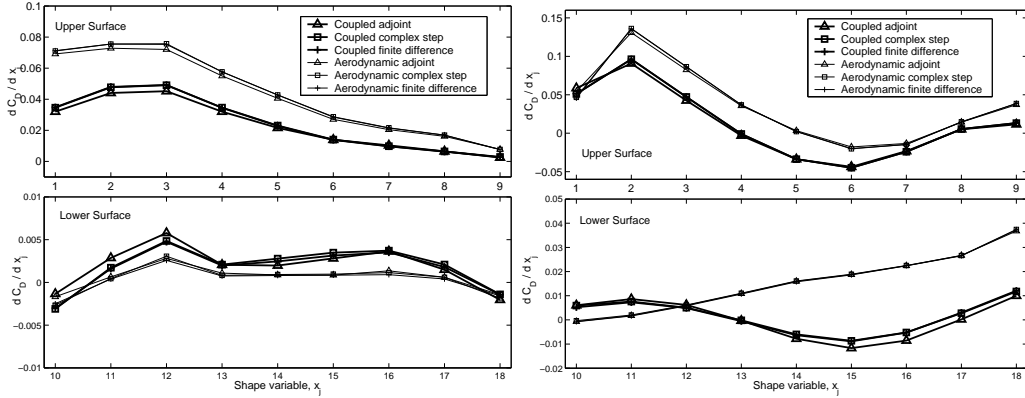 0.1
0.08
0.06
0.04
0.02
0
d C_D / d x_j
Upper Surface
Coupled adjoint
Coupled complex step
Coupled finite difference
Aerodynamic adjoint
Aerodynamic complex step
Aerodynamic finite difference
1 2 3 4 5 6 7 8 9
0.01
0.005
0
−0.005
−0.01
d C_D / d x_j
Lower Surface
10 11 12 13 14 15 16 17 18
Shape variable, x_j
0.15
0.1
0.05
0
−0.05
d C_D / d x_j
Upper Surface
Coupled adjoint
Coupled complex step
Coupled finite difference
Aerodynamic adjoint
Aerodynamic complex step
Aerodynamic finite difference
1 2 3 4 5 6 7 8 9
0.05
0.04
0.03
0.02
0.01
0
−0.01
−0.02
d C_D / d x_j
Lower Surface
10 11 12 13 14 15 16 17 18
Shape variable, x_j